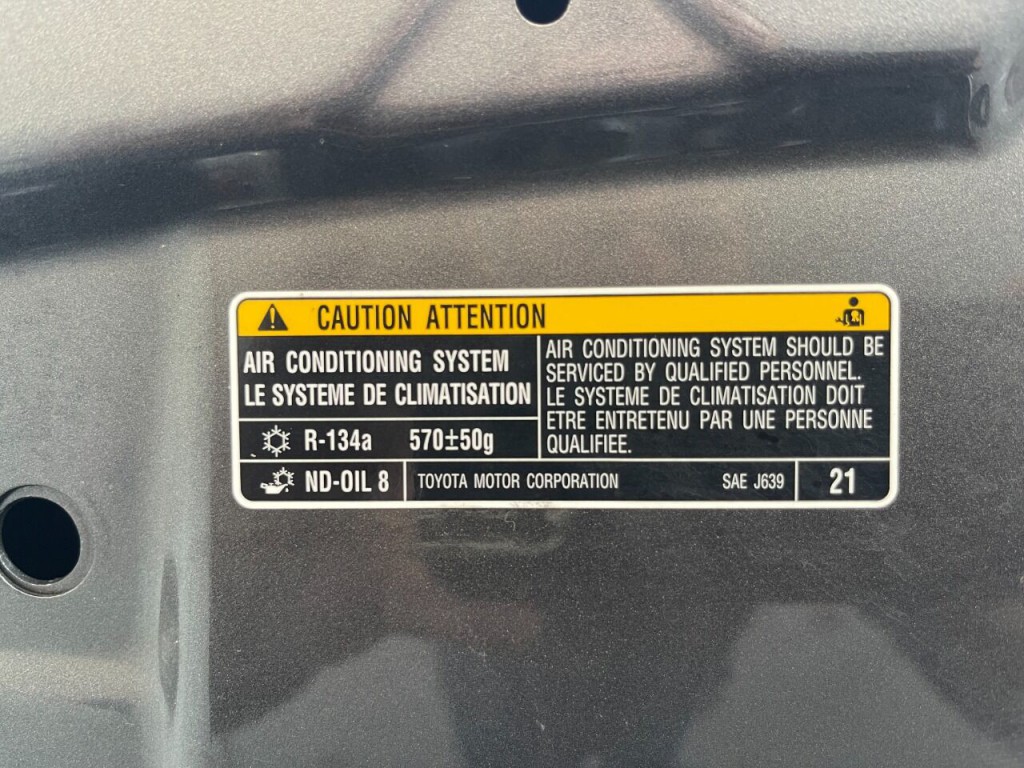 CAUTION ATTENTION
AIR CONDITIONING SYSTEM
LE SYSTEME DE CLIMATISATION
AIR CONDITIONING SYSTEM SHOULD BE
SERVICED BY QUALIFIED PERSONNEL.
LE SYSTEME DE CLIMATISATION DOIT
ETRE ENTRETENU PAR UNE PERSONNE
QUALIFIEE.
R-134a 570±50g
ND-OIL 8 TOYOTA MOTOR CORPORATION SAE J639 21